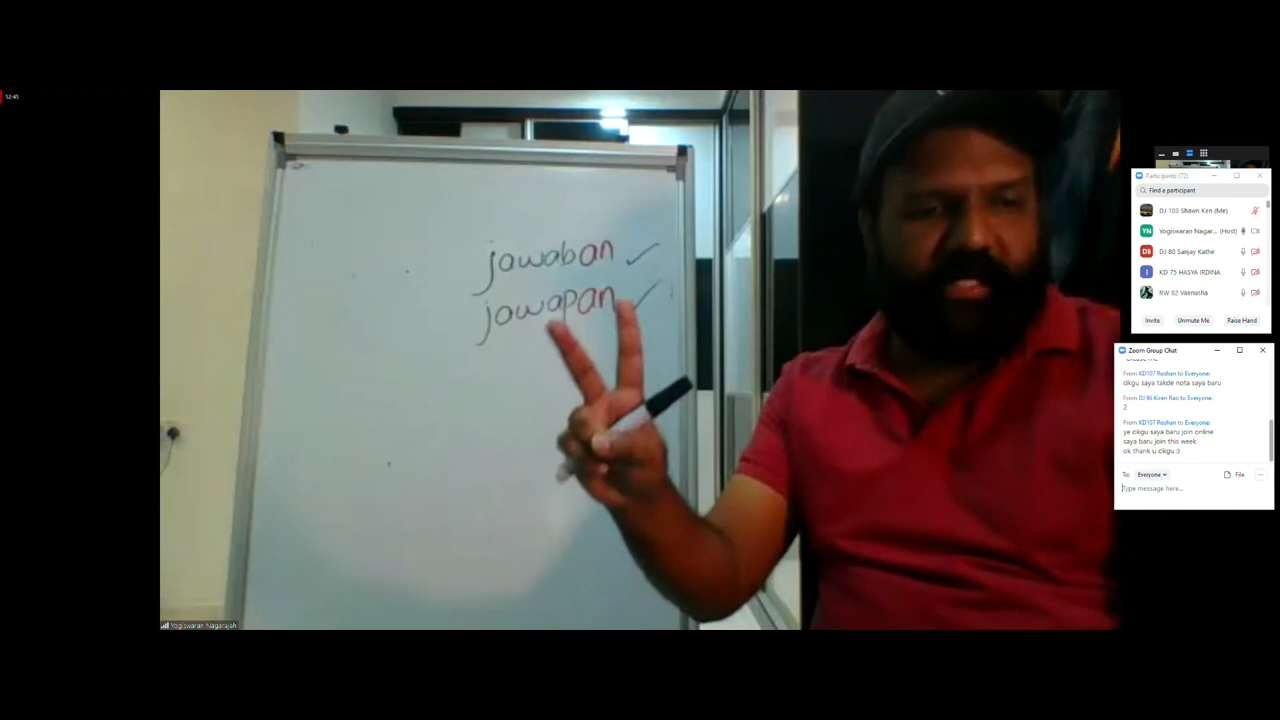 52:45
jawaban ✓
jawapan ✓
Yogiswaran Nagarajah
Participants (72)
Find a participant
DJ 103 Shawn Ken (Me)
YN Yogiswaran Nagar... (Host)
D8 DJ 80 Sanjay Kathir
I KD 75 HASYA IRDINA
RW 82 Vaenusha
Invite Unmute Me Raise Hand
Zoom Group Chat
From KD107 Roshan to Everyone:
cikgu saya takde nota saya baru
From DJ 96 Kiren Rao to Everyone:
2
From KD107 Roshan to Everyone:
ye cikgu saya baru join online
saya baru join this week
ok thank u cikgu :)
To: Everyone File ...
Type message here...